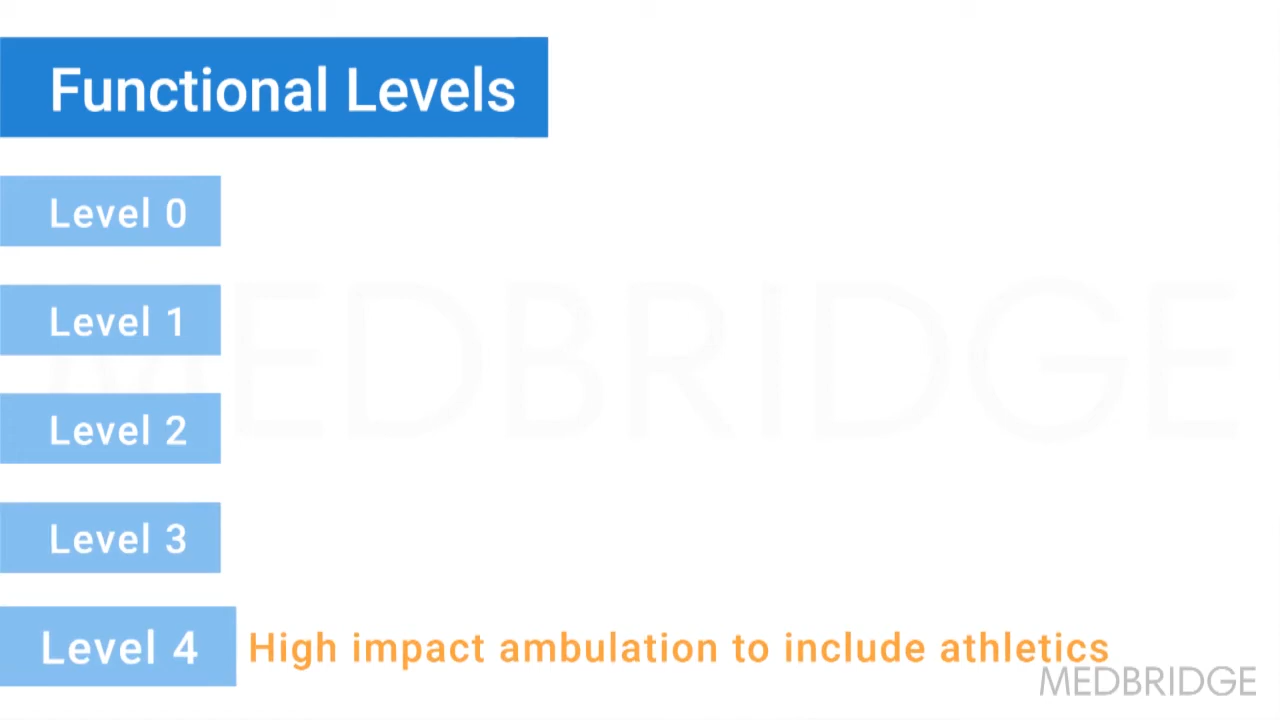 Functional Levels
Level 0
Level 1
Level 2
Level 3
Level 4 High impact ambulation to include athletics
MEDBRIDGE
MEDBRIDGE